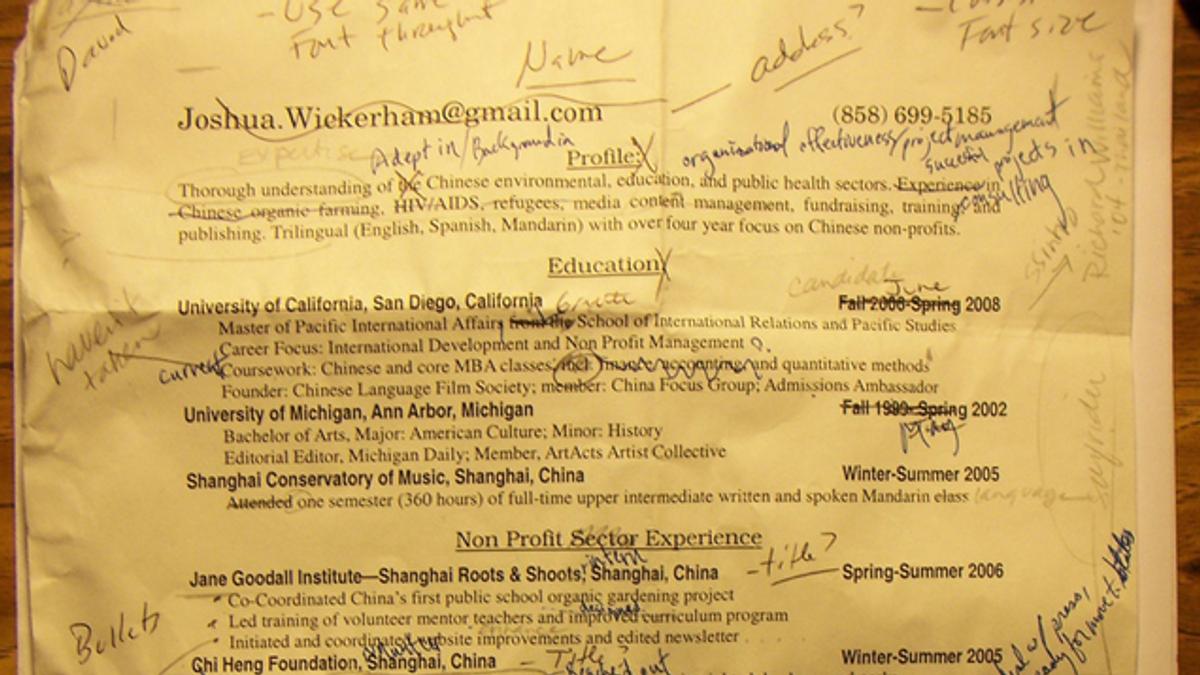 David
- Use same
Font throughout
Name
address?
Font size
Joshua.Wickerham@gmail.com (858) 699-5185
expertise Adept in/Background in
Profile: organizational effectiveness/project management
successful projects in
consulting
Thorough understanding of the Chinese environmental, education, and public health sectors. Experience in
Chinese organic farming, HIV/AIDS, refugees, media content management, fundraising, training, and
publishing. Trilingual (English, Spanish, Mandarin) with over four year focus on Chinese non-profits.
Richard Williams
'04 - Thailand
Education
candidate June
University of California, San Diego, California Fall 2006-Spring 2008
Master of Pacific International Affairs from the School of International Relations and Pacific Studies
Career Focus: International Development and Non Profit Management
haven't
taken
current
Coursework: Chinese and core MBA classes, incl. finance, accounting, and quantitative methods
Founder: Chinese Language Film Society; member: China Focus Group; Admissions Ambassador
University of Michigan, Ann Arbor, Michigan Fall 1999-Spring 2002
May
Bachelor of Arts, Major: American Culture; Minor: History
Editorial Editor, Michigan Daily; Member, ArtActs Artist Collective
Shanghai Conservatory of Music, Shanghai, China Winter-Summer 2005
Attended one semester (360 hours) of full-time upper intermediate written and spoken Mandarin class language
Non Profit Sector Experience
intern
Jane Goodall Institute—Shanghai Roots & Shoots; Shanghai, China - title? Spring-Summer 2006
• Co-Coordinated China's first public school organic gardening project
designed
• Led training of volunteer mentor teachers and improved curriculum program
• Initiated and coordinated website improvements and edited newsletter
Bullets
Chi Heng Foundation, Shanghai, China - Title? Winter-Summer 2005